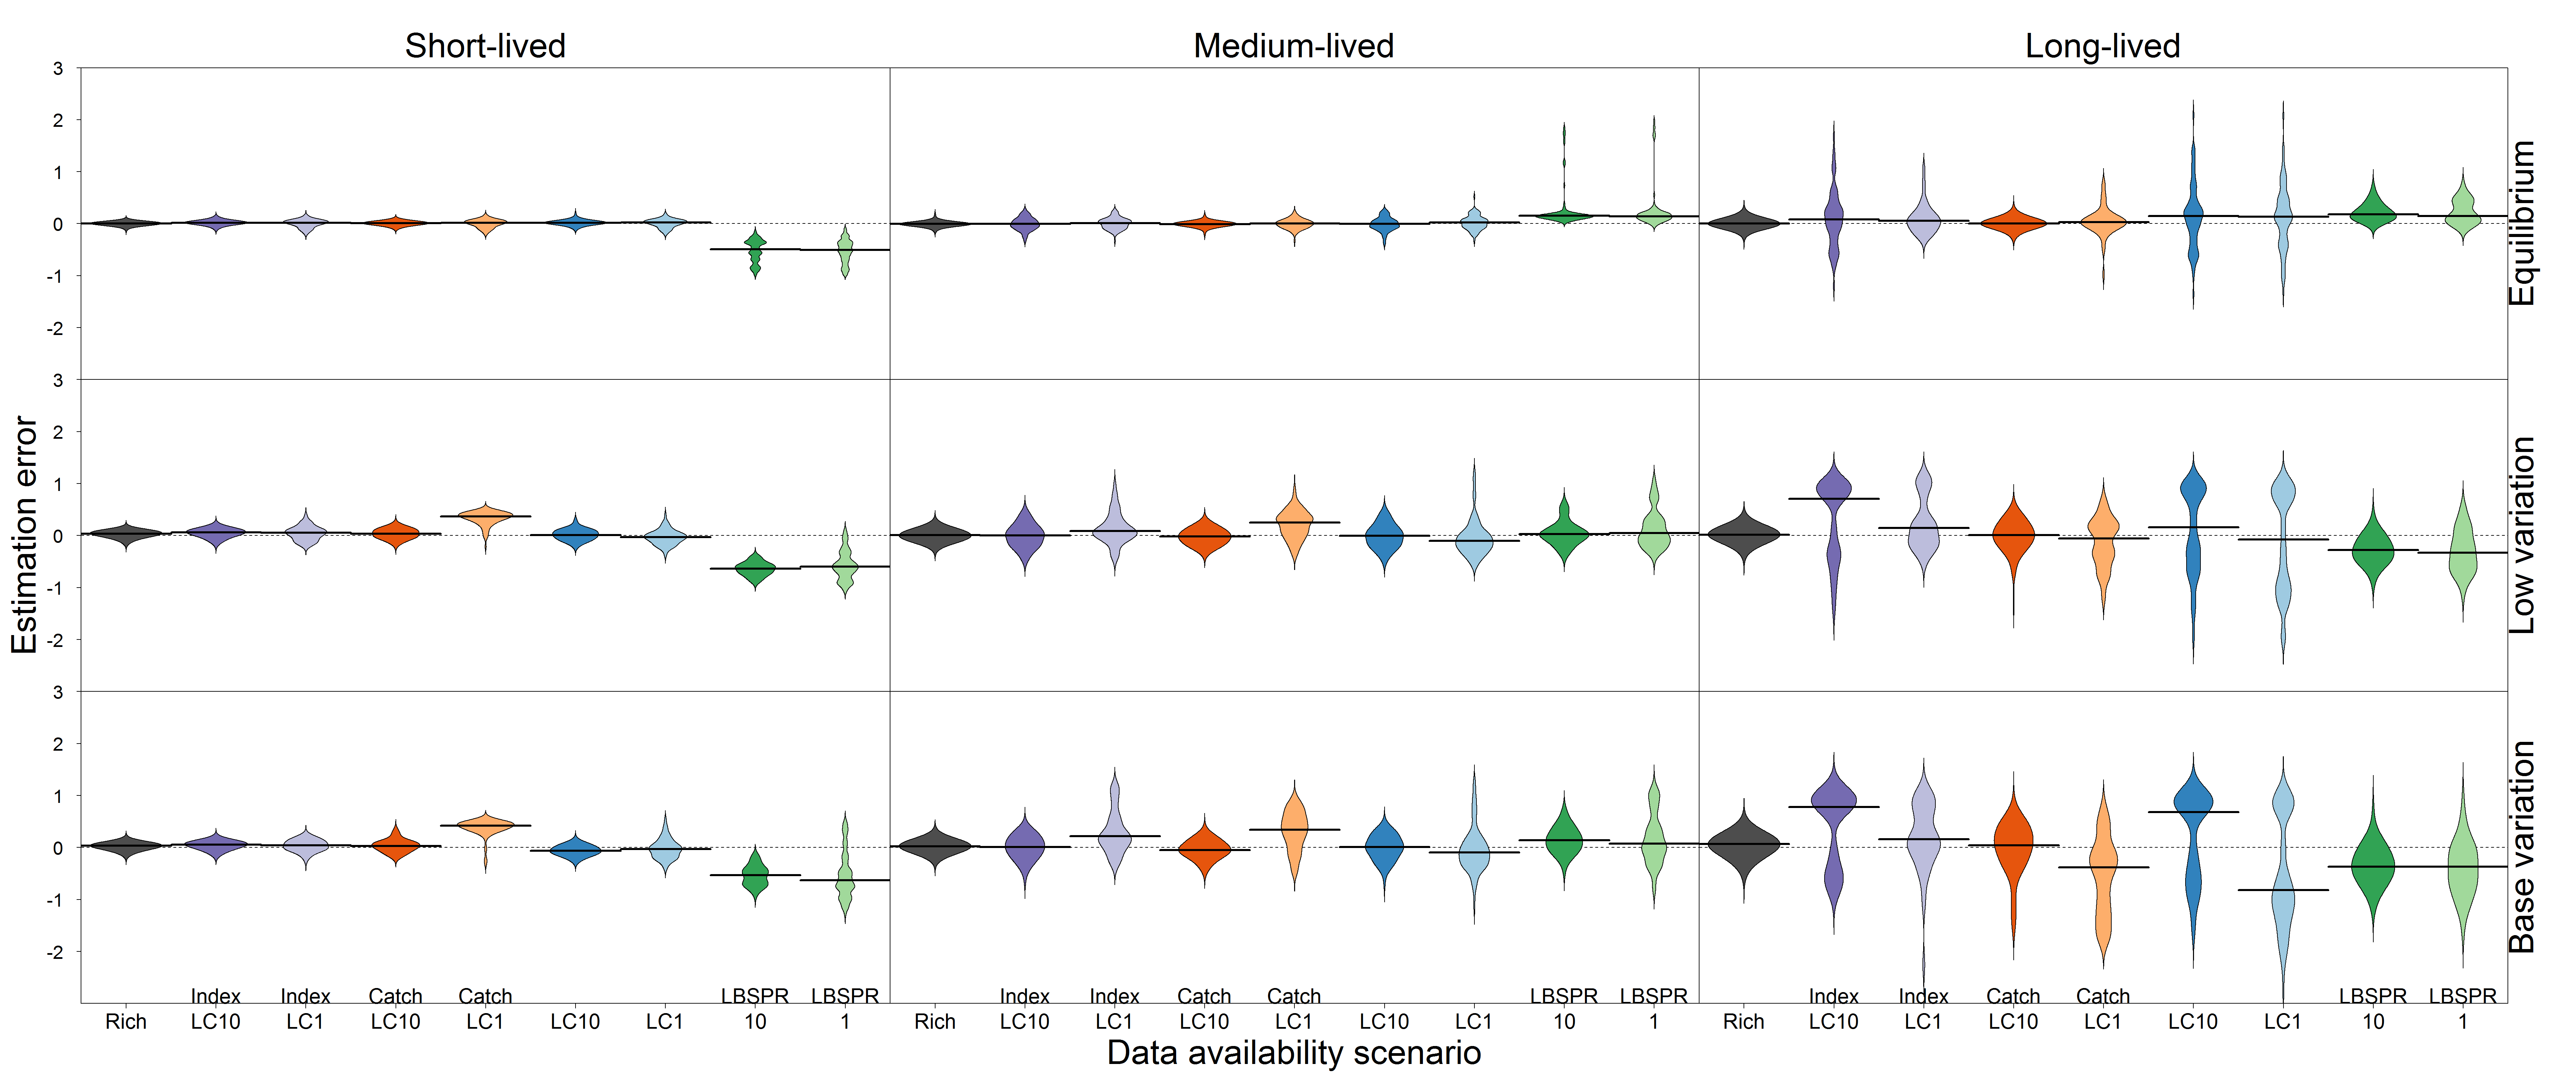 Short-lived Medium-lived Long-lived
3
2
1
0
-1
-2
Equilibrium
3
2
1
0
-1
-2
Low variation
3
2
1
0
-1
-2
Base variation
Estimation error
Index Index Catch Catch LBSPR LBSPR Index Index Catch Catch LBSPR LBSPR Index Index Catch Catch LBSPR LBSPR
Rich LC10 LC1 LC10 LC1 LC10 LC1 10 1 Rich LC10 LC1 LC10 LC1 LC10 LC1 10 1 Rich LC10 LC1 LC10 LC1 LC10 LC1 10 1
Data availability scenario